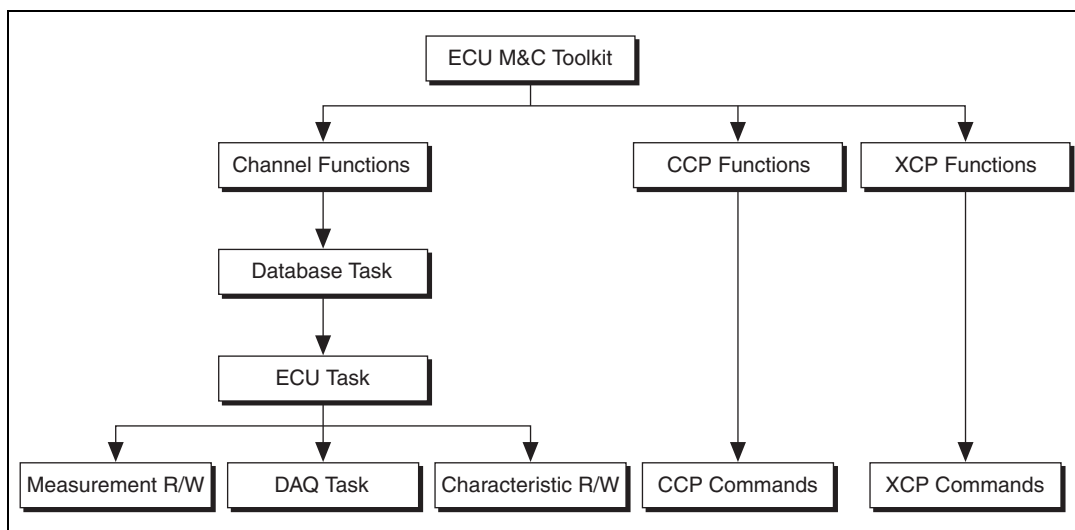 ECU M&C Toolkit
Channel Functions
CCP Functions
XCP Functions
Database Task
ECU Task
Measurement R/W
DAQ Task
Characteristic R/W
CCP Commands
XCP Commands